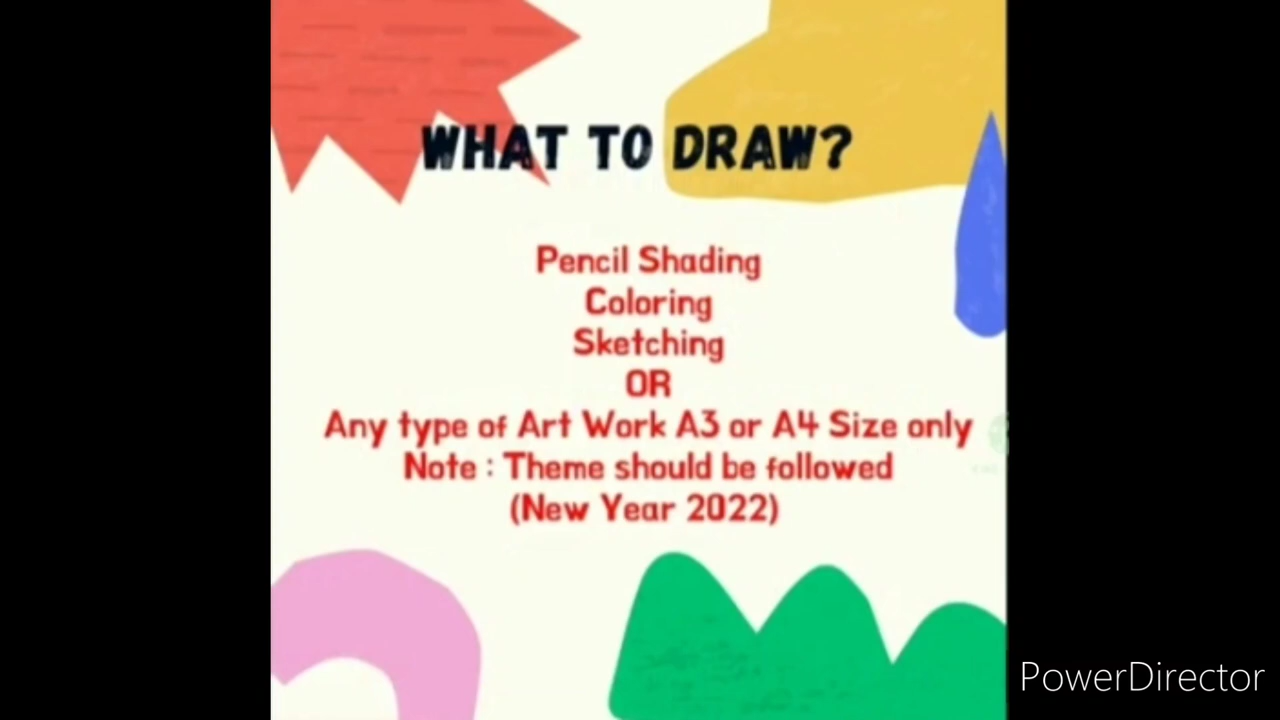 WHAT TO DRAW?
Pencil Shading
Coloring
Sketching
OR
Any type of Art Work A3 or A4 Size only
Note : Theme should be followed
(New Year 2022)
PowerDirector